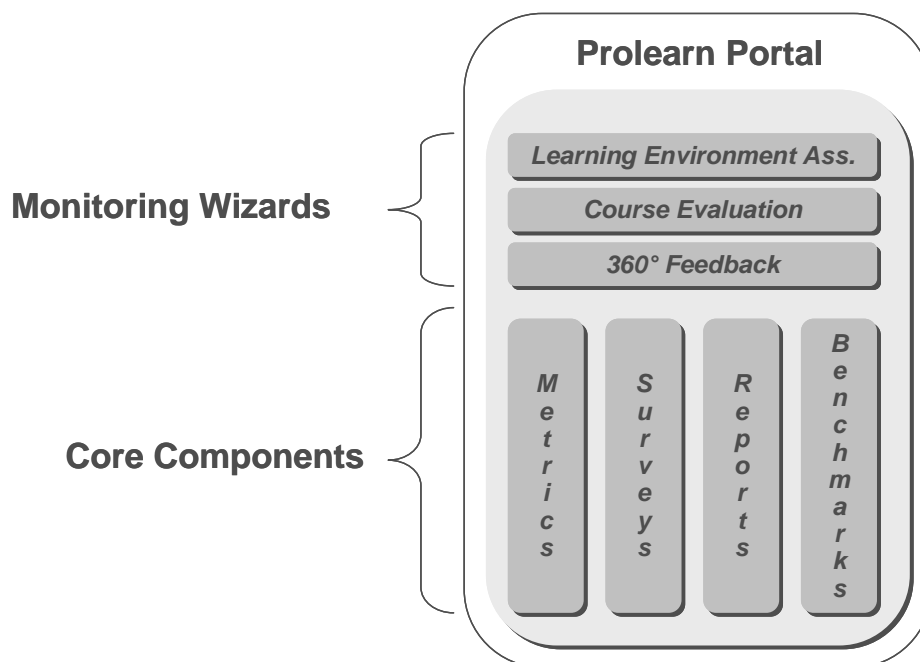 Prolearn Portal
Monitoring Wizards
Learning Environment Ass.
Course Evaluation
360° Feedback
Core Components
Metrics
Surveys
Reports
Benchmarks